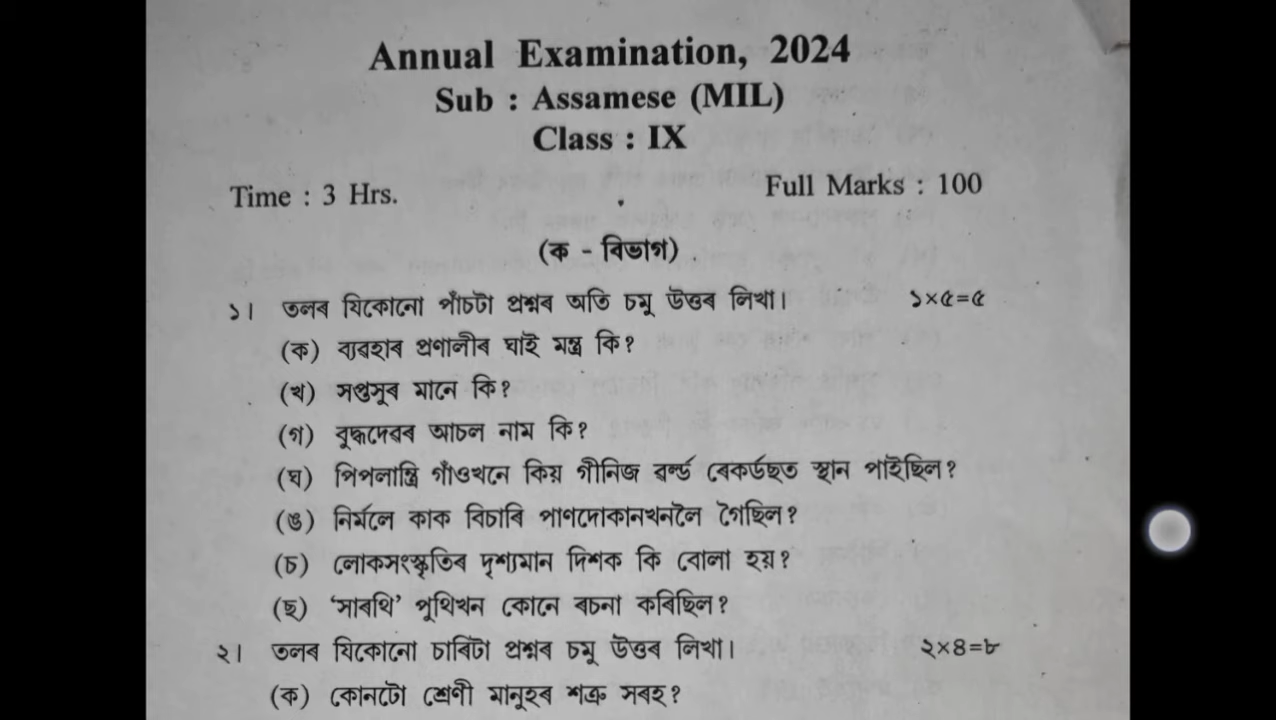 Annual Examination, 2024
Sub : Assamese (MIL)
Class : IX
Time : 3 Hrs. Full Marks : 100
(ক - বিভাগ)
১। তলৰ যিকোনো পাঁচটা প্ৰশ্নৰ অতি চমু উত্তৰ লিখা। ১×৫=৫
(ক) ব্যৱহাৰ প্ৰণালীৰ ঘাই মন্ত্ৰ কি?
(খ) সপ্তসুৰ মানে কি?
(গ) বুদ্ধদেৱৰ আচল নাম কি?
(ঘ) পিপলান্ত্ৰি গাঁওখনে কিয় গীনিজ ৱৰ্ল্ড ৰেকৰ্ডছত স্থান পাইছিল?
(ঙ) নিৰ্মলে কাক বিচাৰি পাণদোকানখনলৈ গৈছিল?
(চ) লোকসংস্কৃতিৰ দৃশ্যমান দিশক কি বোলা হয়?
(ছ) ‘সাৰথি’ পুথিখন কোনে ৰচনা কৰিছিল?
২। তলৰ যিকোনো চাৰিটা প্ৰশ্নৰ চমু উত্তৰ লিখা। ২×৪=৮
(ক) কোনটো শ্ৰেণী মানুহৰ শত্ৰু সৰহ?